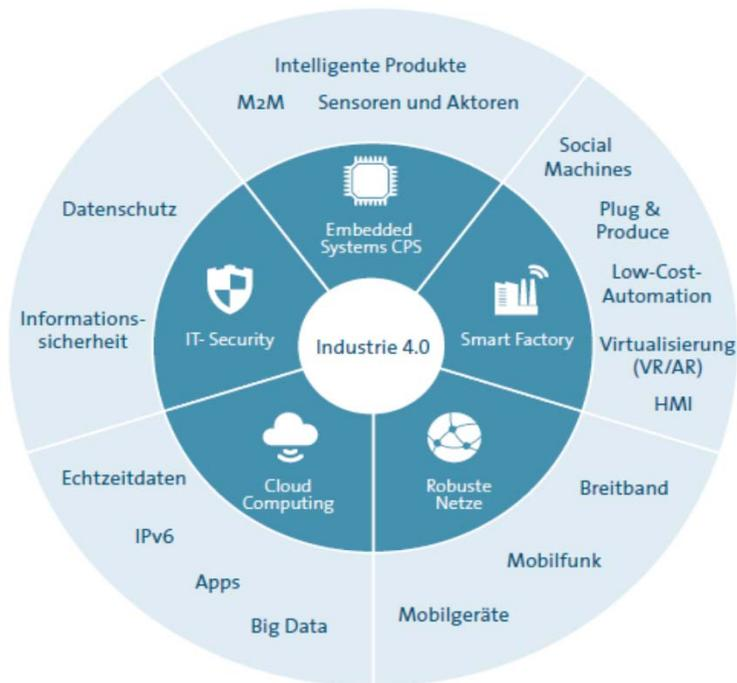 Intelligente Produkte
M2M Sensoren und Aktoren
Embedded
Systems CPS
Social
Machines
Plug &
Produce
Low-Cost-
Automation
Virtualisierung
(VR/AR)
HMI
Smart Factory
Breitband
Mobilfunk
Mobilgeräte
Robuste
Netze
Echtzeitdaten
IPv6
Apps
Big Data
Cloud
Computing
Datenschutz
Informations-
sicherheit
IT- Security
Industrie 4.0